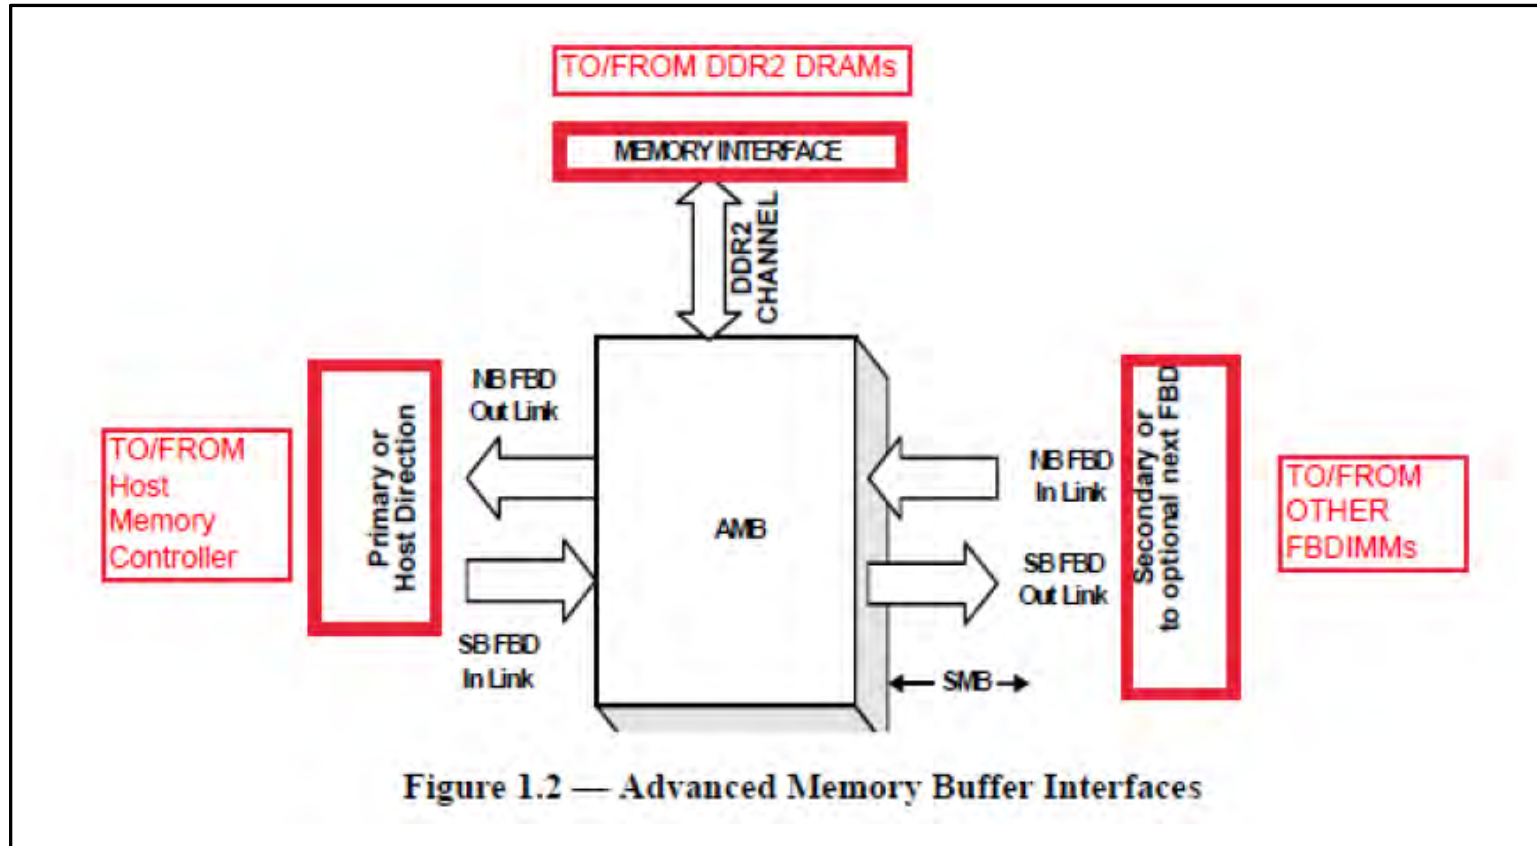 TO/FROM DDR2 DRAMs
MEMORY INTERFACE
DDR2
CHANNEL
NB FBD
Out Link
TO/FROM
Host
Memory
Controller
Primary or
Host Direction
SB FBD
In Link
AMB
NB FBD
In Link
SB FBD
Out Link
SMB
Secondary or
to optional next FBD
TO/FROM
OTHER
FBDIMMs
Figure 1.2 — Advanced Memory Buffer Interfaces